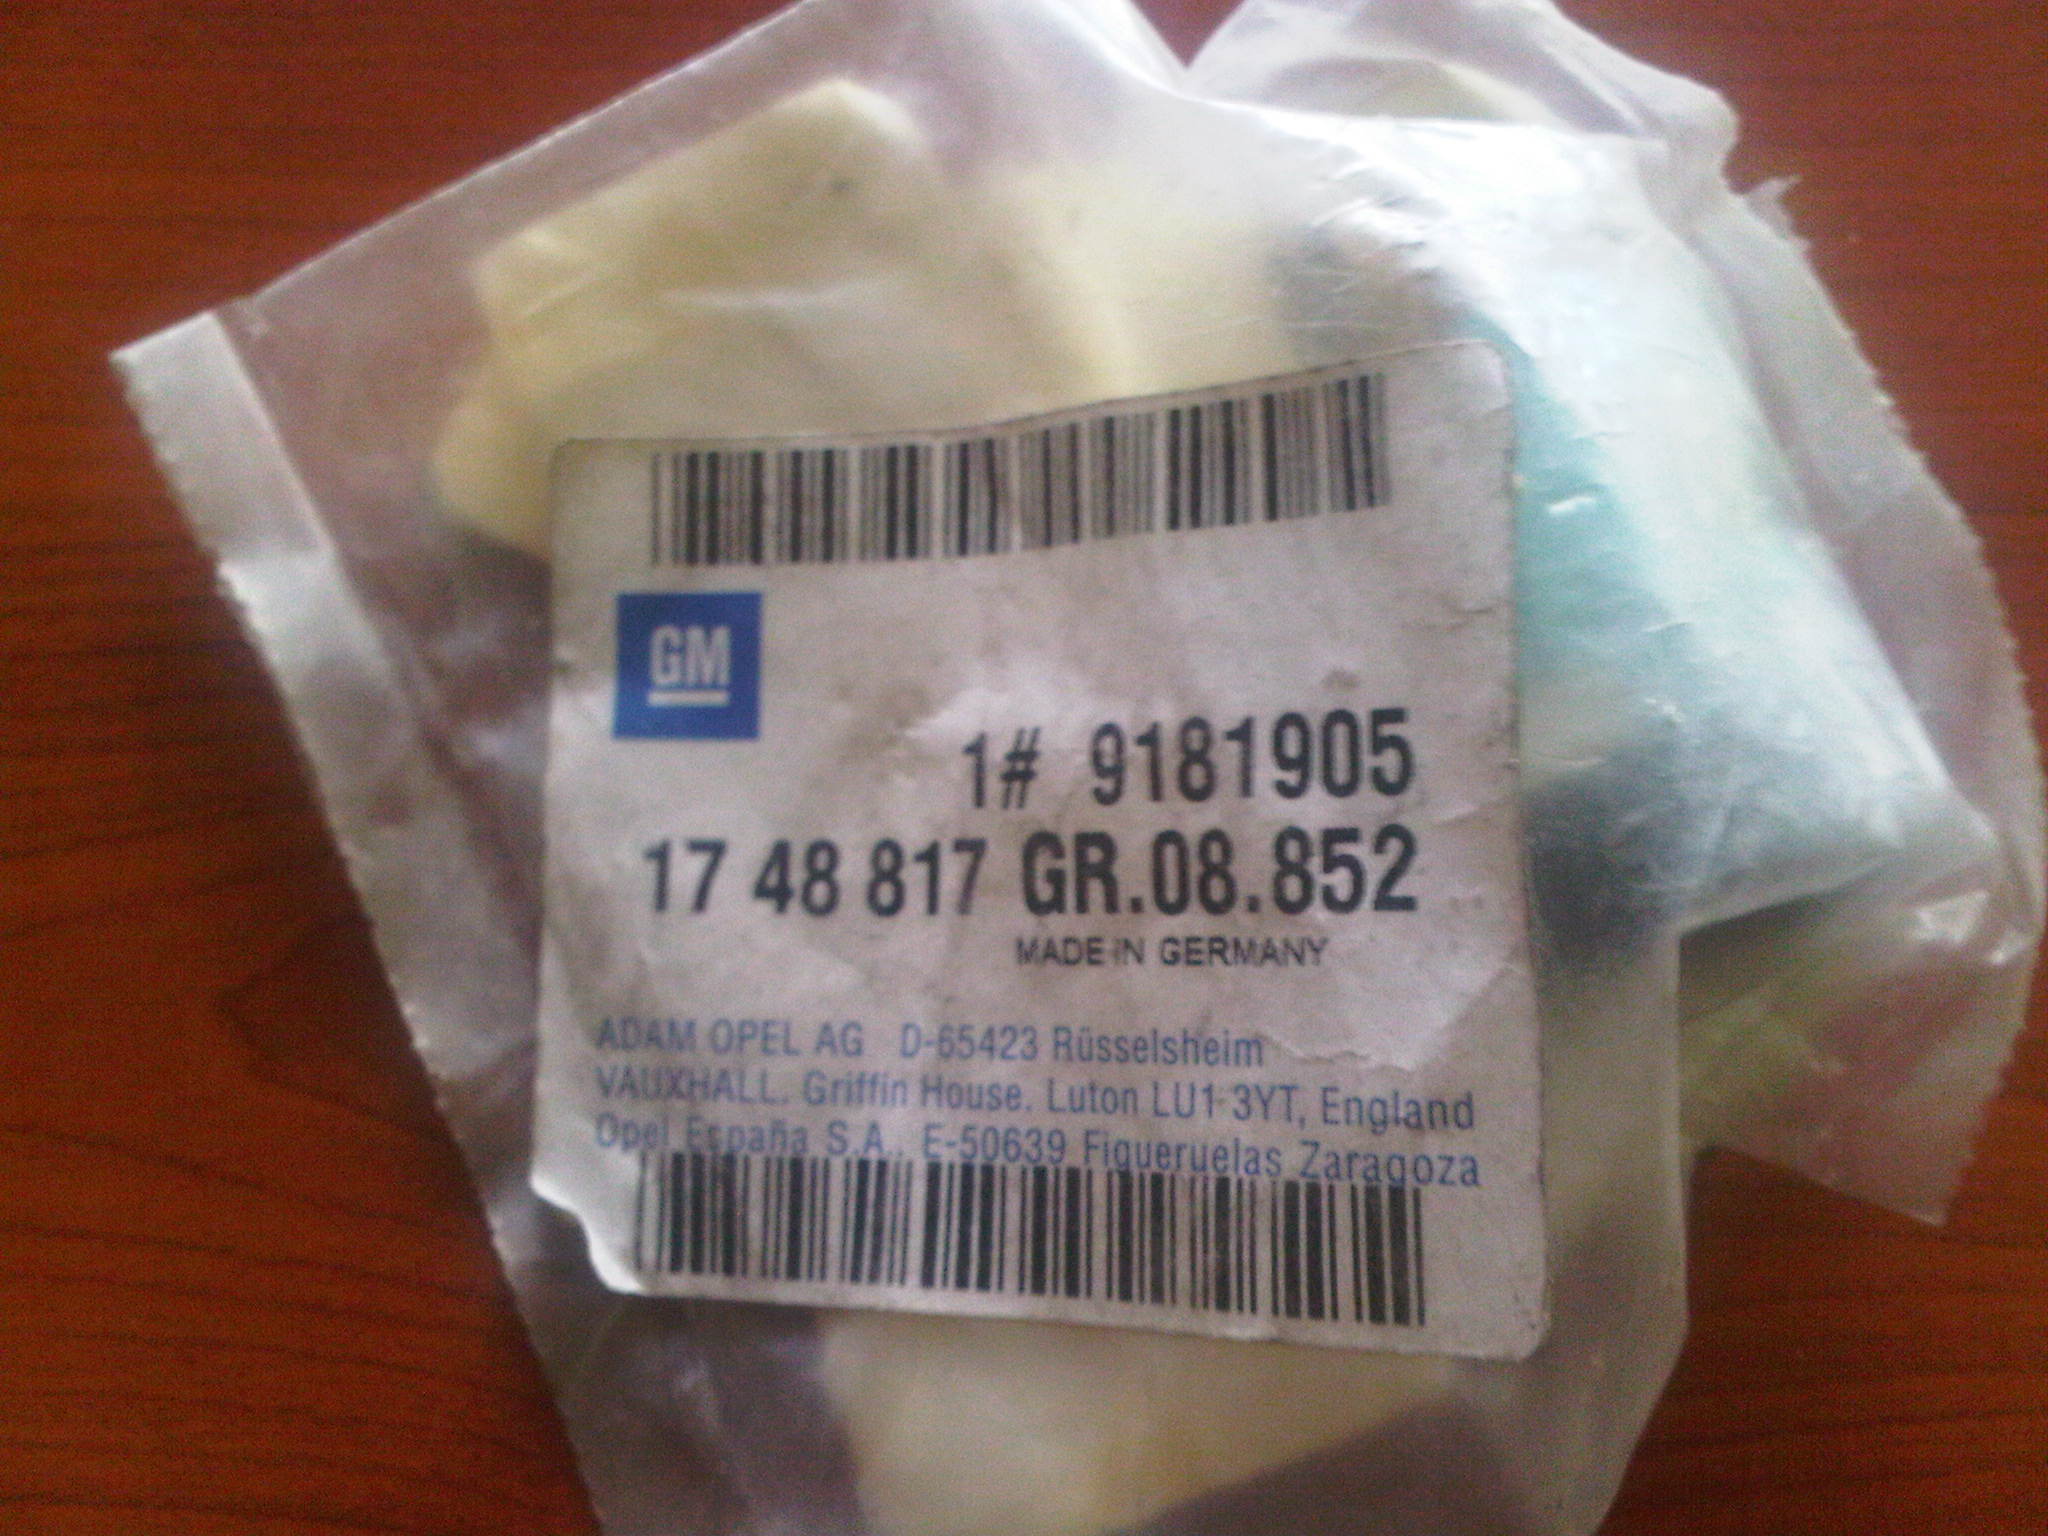 GM
1# 9181905
17 48 817 GR.08.852
MADE IN GERMANY
ADAM OPEL AG D-65423 Rüsselsheim
VAUXHALL. Griffin House. Luton LU1 3YT, England
Opel España S.A.. E-50639 Figueruelas Zaragoza